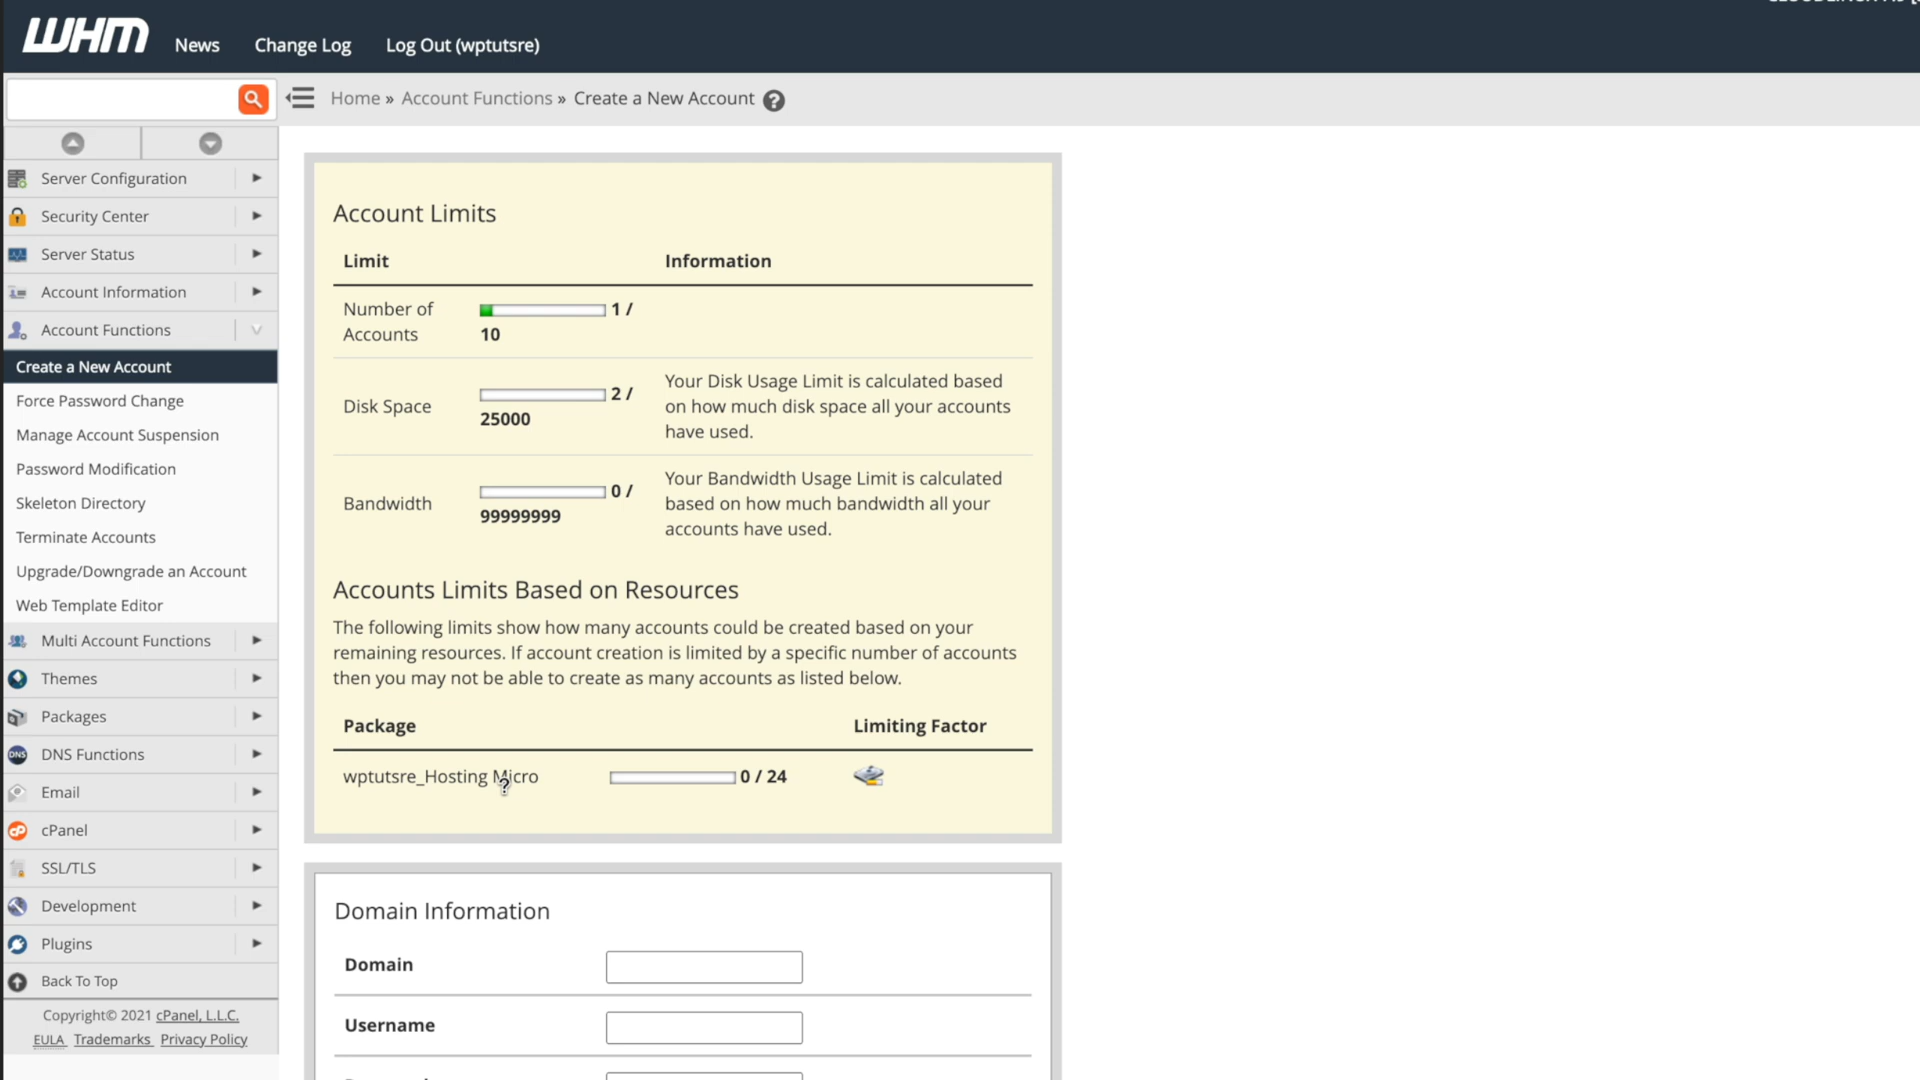 WHM
News
Change Log
Log Out (wptutsre)
Home » Account Functions » Create a New Account ?
Server Configuration
Security Center
Server Status
Account Information
Account Functions
Create a New Account
Force Password Change
Manage Account Suspension
Password Modification
Skeleton Directory
Terminate Accounts
Upgrade/Downgrade an Account
Web Template Editor
Multi Account Functions
Themes
Packages
DNS DNS Functions
Email
cP cPanel
SSL/TLS
Development
Plugins
Back To Top
Copyright© 2021 cPanel, L.L.C.
EULA Trademarks Privacy Policy
Account Limits
Limit Information
Number of Accounts
1 /
10
Disk Space
2 /
25000
Your Disk Usage Limit is calculated based
on how much disk space all your accounts
have used.
Bandwidth
0 /
99999999
Your Bandwidth Usage Limit is calculated
based on how much bandwidth all your
accounts have used.
Accounts Limits Based on Resources
The following limits show how many accounts could be created based on your
remaining resources. If account creation is limited by a specific number of accounts
then you may not be able to create as many accounts as listed below.
Package Limiting Factor
wptutsre_Hosting Micro 0 / 24
Domain Information
Domain
Username